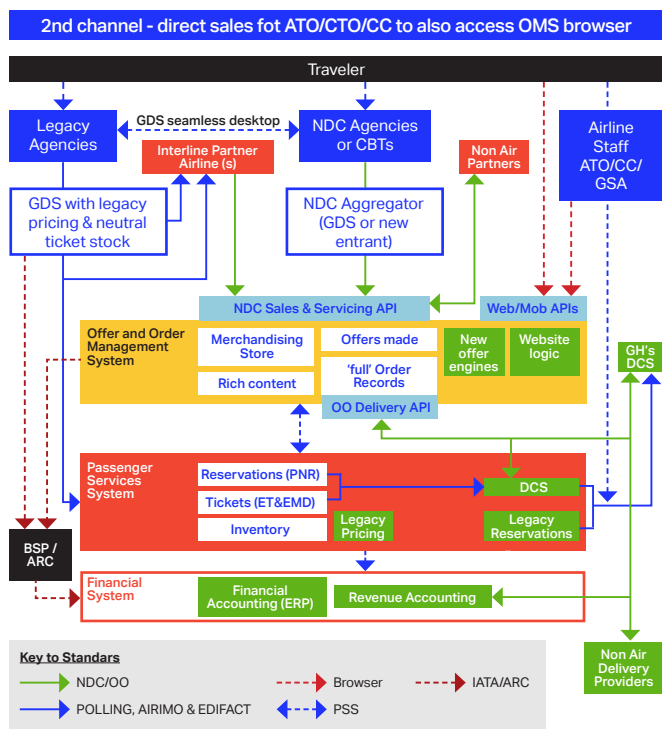 2nd channel - direct sales fot ATO/CTO/CC to also access OMS browser
Traveler
Legacy
Agencies
GDS seamless desktop
NDC Agencies
or CBTs
Interline Partner
Airline (s)
Non Air
Partners
Airline
Staff
ATO/CC/
GSA
GDS with legacy
pricing & neutral
ticket stock
NDC Aggregator
(GDS or new
entrant)
NDC Sales & Servicing API
Web/Mob APIs
Offer and Order
Management
System
Merchandising
Store
Rich content
Offers made
'full' Order
Records
New
offer
engines
Website
logic
GH's
DCS
OO Delivery API
Passenger
Services
System
Reservations (PNR)
Tickets (ET&EMD)
Inventory
Legacy
Pricing
DCS
Legacy
Reservations
BSP /
ARC
Financial
System
Financial
Accounting (ERP)
Revenue Accounting
Non Air
Delivery
Providers
Key to Standars
NDC/OO
Browser
IATA/ARC
POLLING, AIRIMO & EDIFACT
PSS